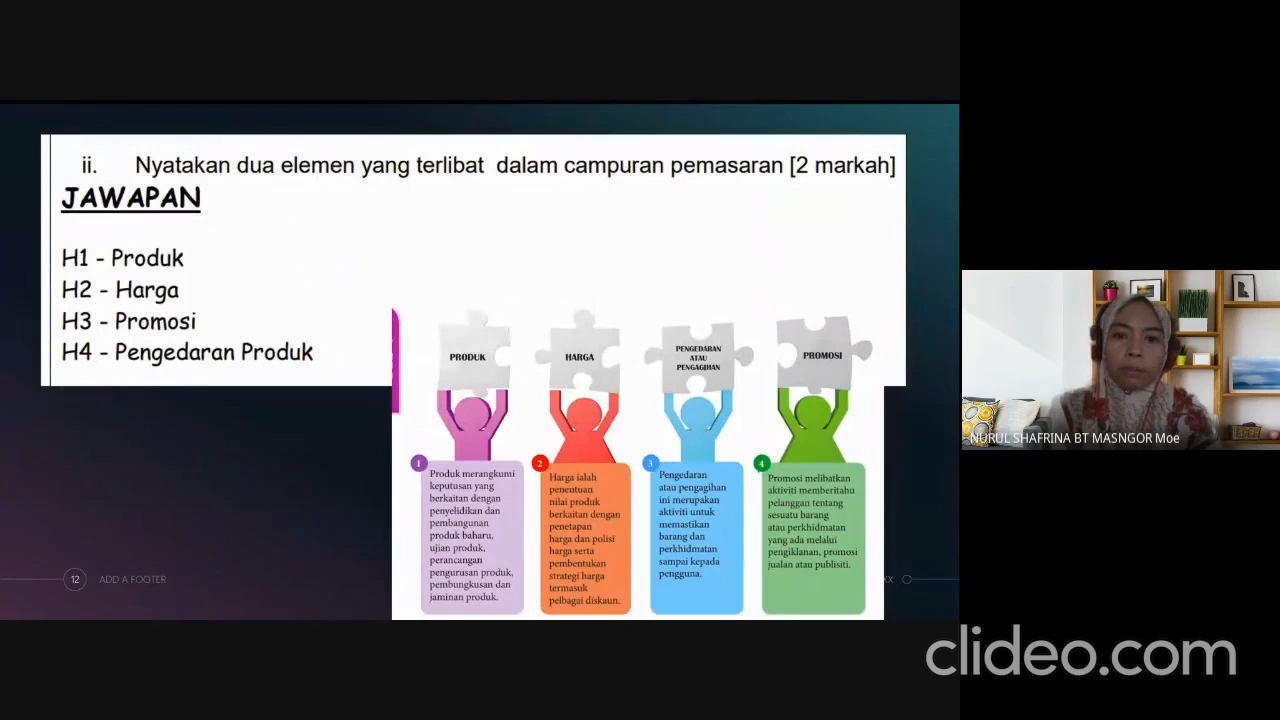 ii. Nyatakan dua elemen yang terlibat dalam campuran pemasaran [2 markah]
JAWAPAN
H1 - Produk
H2 - Harga
H3 - Promosi
H4 - Pengedaran Produk
PRODUK
HARGA
PENGEDARAN
ATAU
PENGAGIHAN
PROMOSI
1
Produk merangkumi
keputusan yang
berkaitan dengan
penyelidikan dan
pembangunan
produk baharu,
ujian produk,
perancangan
pengurusan produk,
pembungkusan dan
jaminan produk.
2
Harga ialah
penentuan
nilai produk
berkaitan dengan
penetapan
harga dan polisi
harga serta
pembentukan
strategi harga
termasuk
pelbagai diskaun.
3
Pengedaran
atau pengagihan
ini merupakan
aktiviti untuk
memastikan
barang dan
perkhidmatan
sampai kepada
pengguna.
4
Promosi melibatkan
aktiviti memberitahu
pelanggan tentang
sesuatu barang
atau perkhidmatan
yang ada melalui
pengiklanan, promosi
jualan atau publisiti.
12 ADD A FOOTER
XX
NURUL SHAFRINA BT MASNGOR Moe
clideo.com